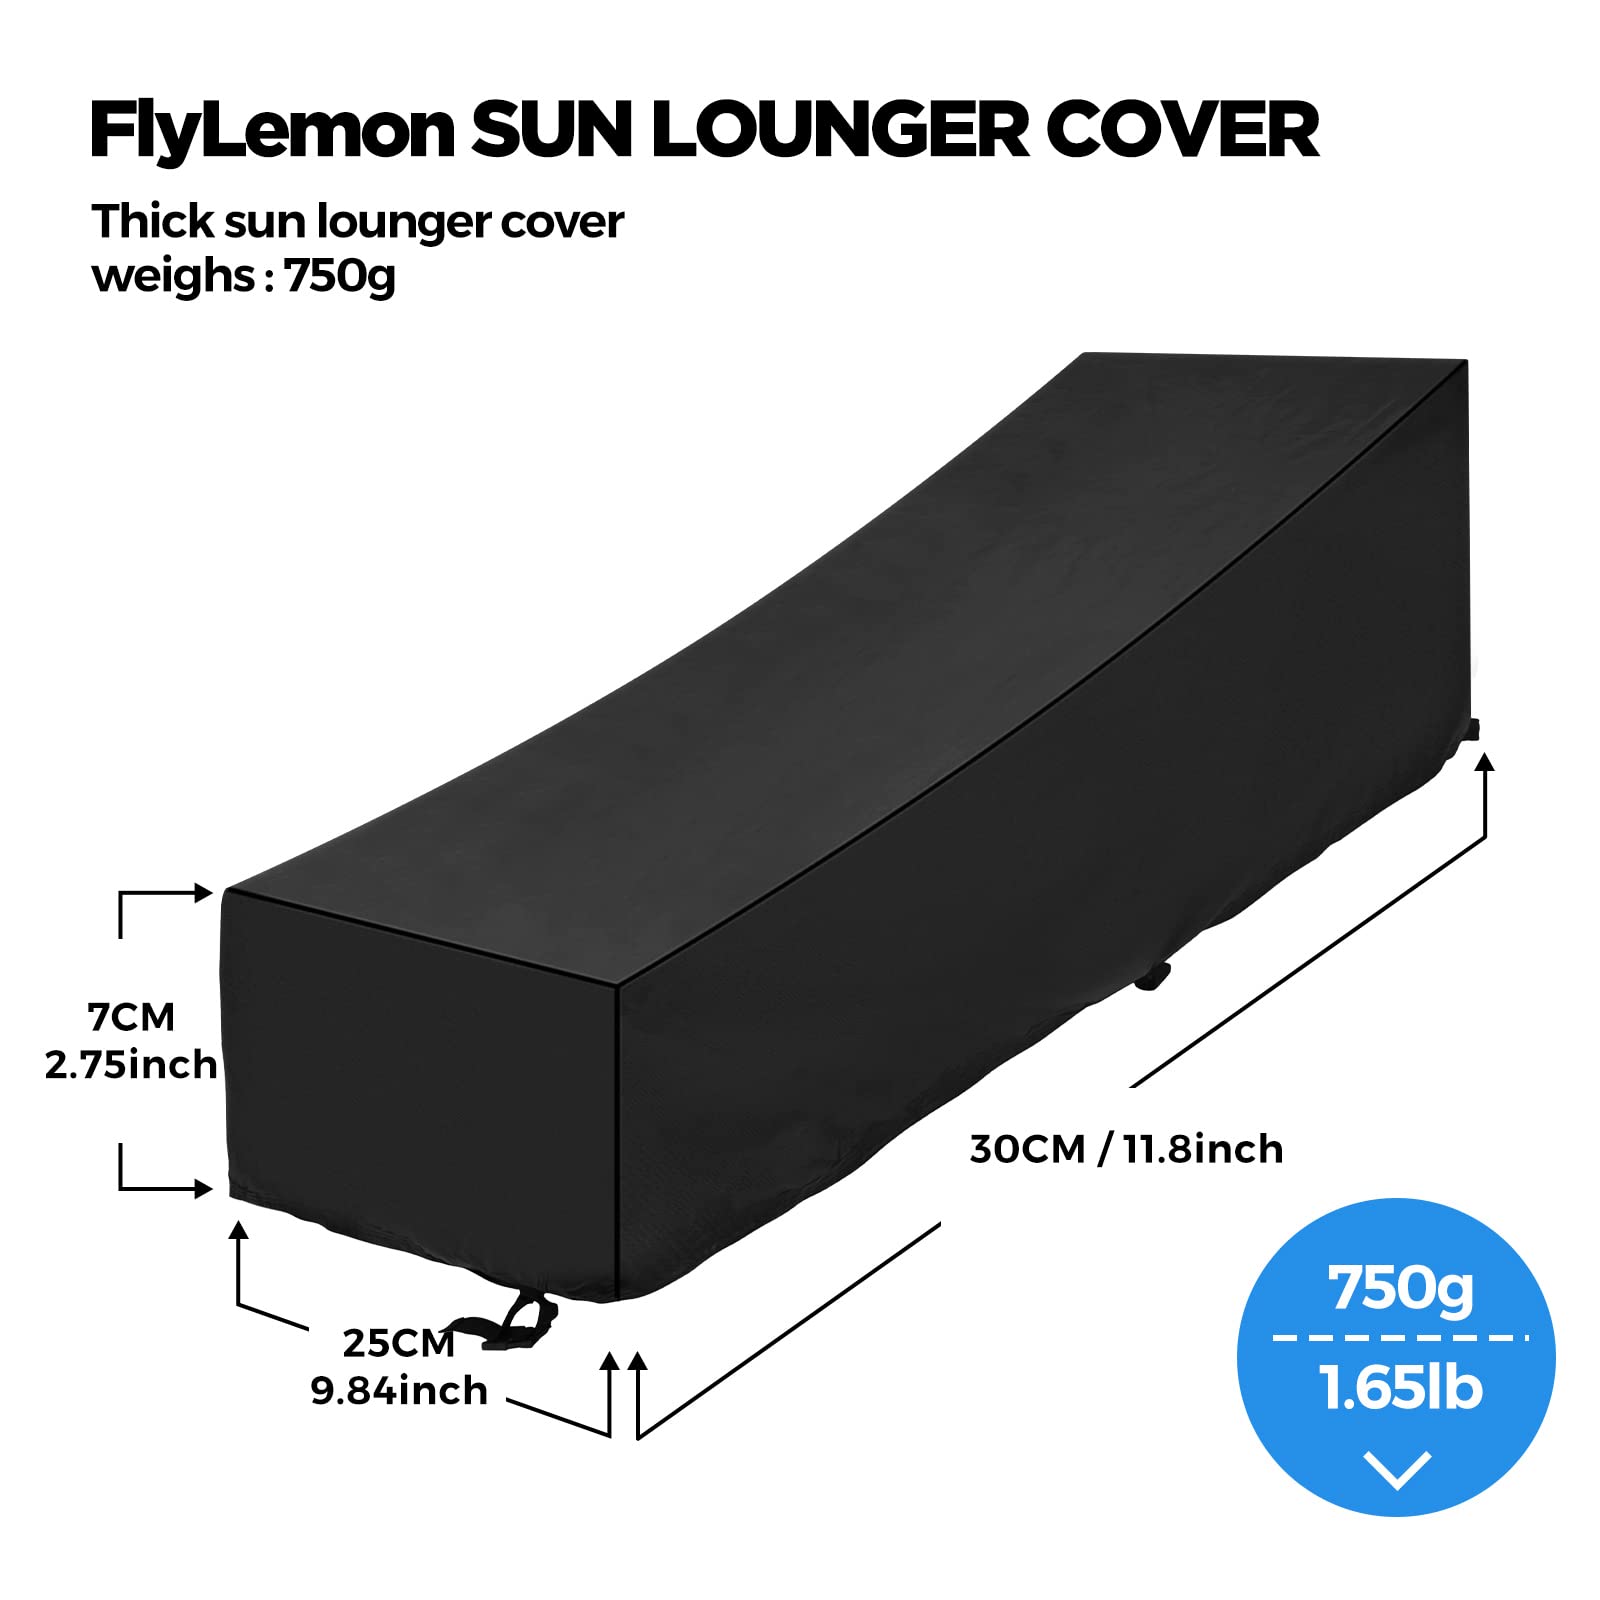 FlyLemon SUN LOUNGER COVER
Thick sun lounger cover
weighs : 750g
7CM
2.75inch
30CM / 11.8inch
25CM
9.84inch
750g
1.65lb